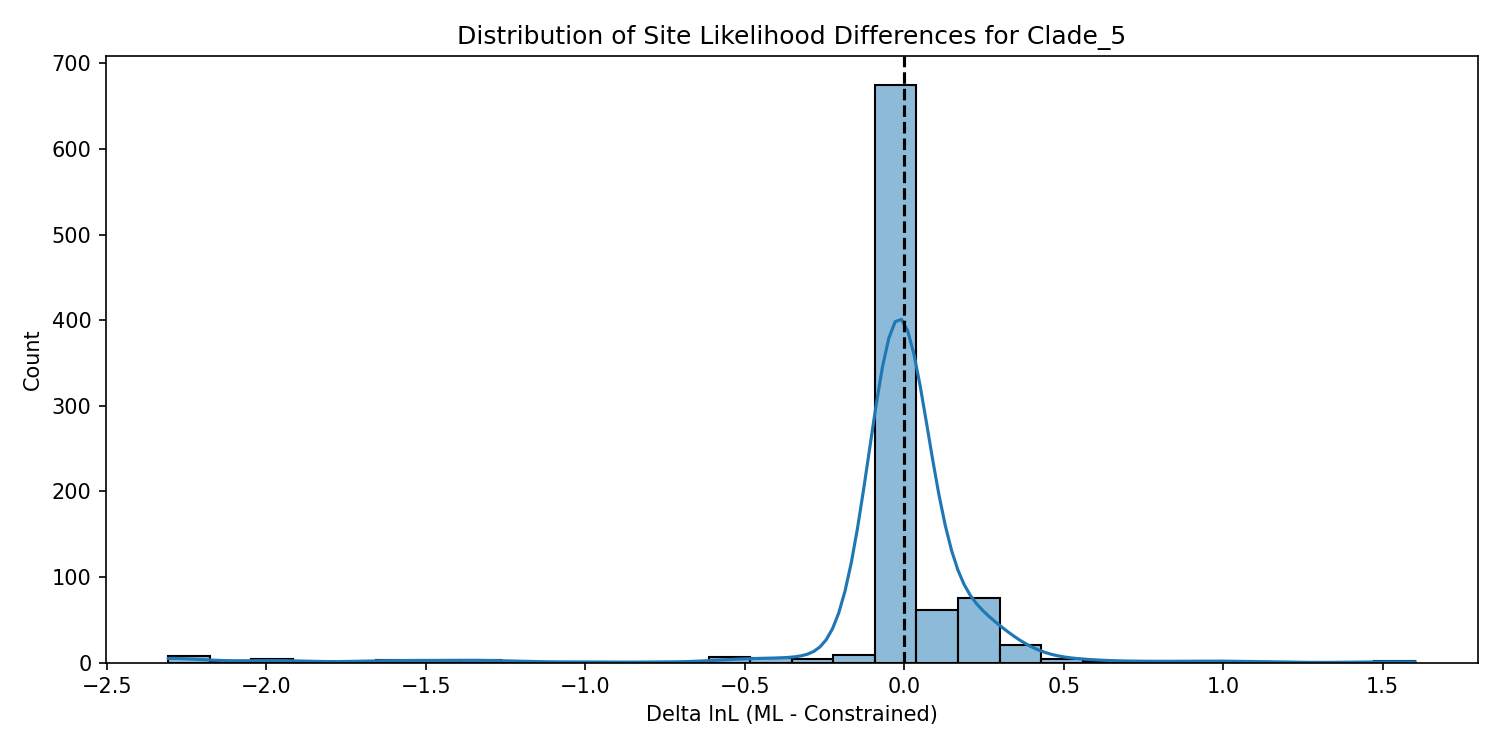 Distribution of Site Likelihood Differences for Clade_5
700
600
500
400
300
200
100
0
Count
−2.5 −2.0 −1.5 −1.0 −0.5 0.0 0.5 1.0 1.5
Delta lnL (ML - Constrained)